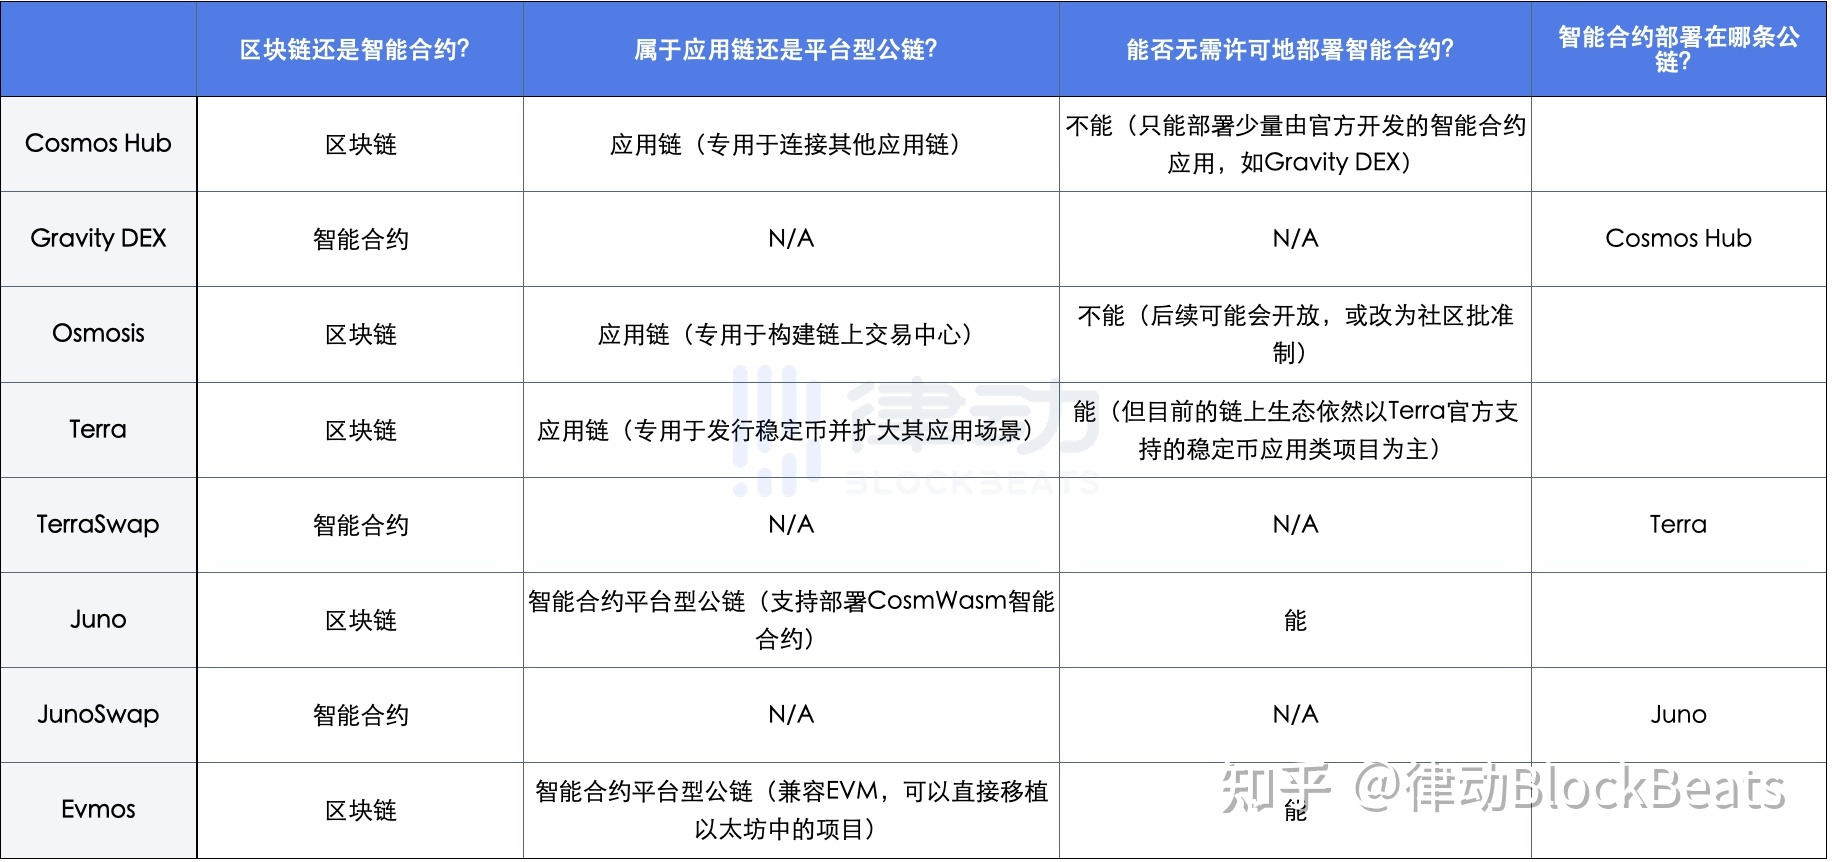 区块链还是智能合约？
属于应用链还是平台型公链？
能否无需许可地部署智能合约？
智能合约部署在哪条公
链？
Cosmos Hub
区块链
应用链（专用于连接其他应用链）
不能（只能部署少量由官方开发的智能合约
应用，如Gravity DEX）
Gravity DEX
智能合约
N/A
N/A
Cosmos Hub
Osmosis
区块链
应用链（专用于构建链上交易中心）
不能（后续可能会开放，或改为社区批准
制）
Terra
区块链
应用链（专用于发行稳定币并扩大其应用场景）
能（但目前的链上生态依然以Terra官方支
持的稳定币应用类项目为主）
律动
BLOCKBEATS
TerraSwap
智能合约
N/A
N/A
Terra
Juno
区块链
智能合约平台型公链（支持部署CosmWasm智能
合约）
能
JunoSwap
智能合约
N/A
N/A
Juno
Evmos
区块链
智能合约平台型公链（兼容EVM，可以直接移植
以太坊中的项目）
能
知乎 @律动BlockBeats